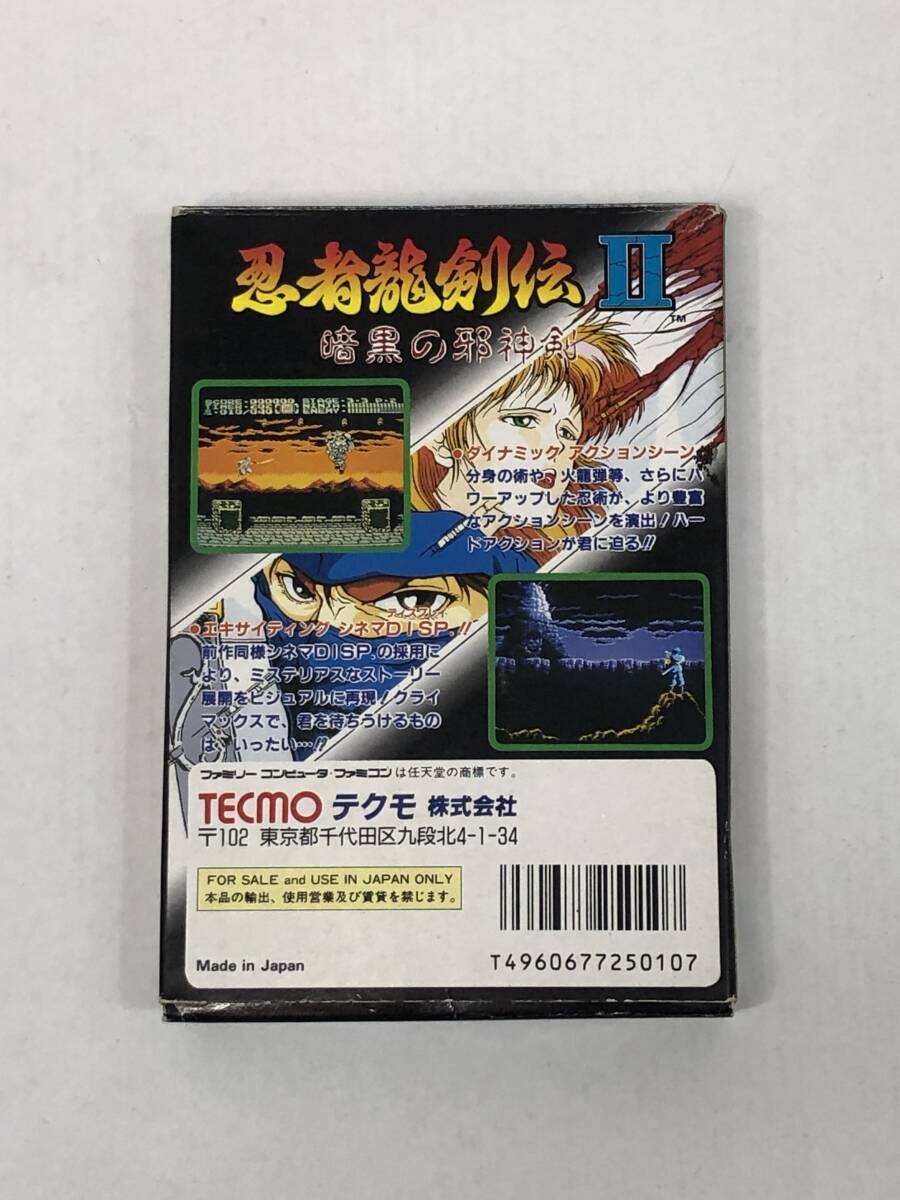 忍者龍剣伝II
TM
暗黒の邪神剣
•ダイナミック アクションシーン
分身の術や、火龍弾等、さらにパ
ワーアップした忍術が、より豊富
なアクションシーンを演出!ハー
ドアクションが君に迫る!!
ディスプレイ
•エキサイティング シネマDISP.!!
前作同様シネマDISP.の採用に
より、ミステリアスなストーリー
展開をビジュアルに再現!クライ
マックスで、君を待ちうけるもの
は、いったい…!!
ファミリー コンピュータ・ファミコンは任天堂の商標です。
TECMO テクモ 株式会社
〒102 東京都千代田区九段北4-1-34
FOR SALE and USE IN JAPAN ONLY
本品の輸出、使用営業及び賃貸を禁じます。
Made in Japan
T4960677250107